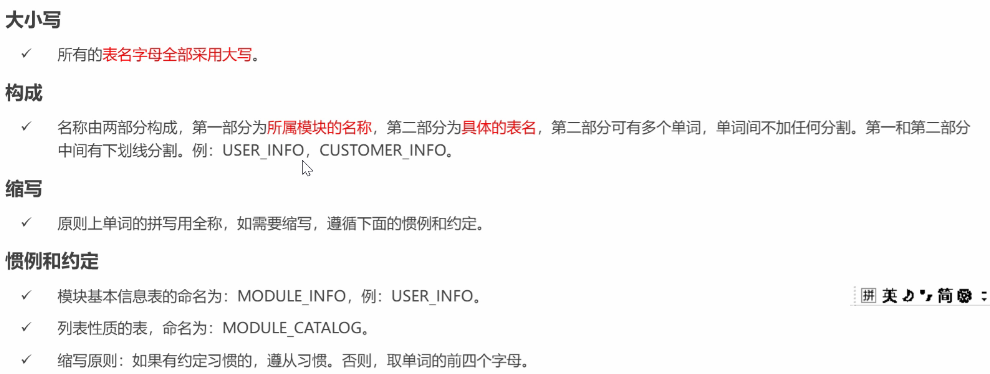 大小写
✓ 所有的表名字母全部采用大写。
构成
✓ 名称由两部分构成，第一部分为所属模块的名称，第二部分为具体的表名，第二部分可有多个单词，单词间不加任何分割。第一和第二部分
中间有下划线分割。例：USER_INFO，CUSTOMER_INFO。
缩写
✓ 原则上单词的拼写用全称，如需要缩写，遵循下面的惯例和约定。
惯例和约定
✓ 模块基本信息表的命名为：MODULE_INFO，例：USER_INFO。
拼 英 简
✓ 列表性质的表，命名为：MODULE_CATALOG。
✓ 缩写原则：如果有约定习惯的，遵从习惯。否则，取单词的前四个字母。